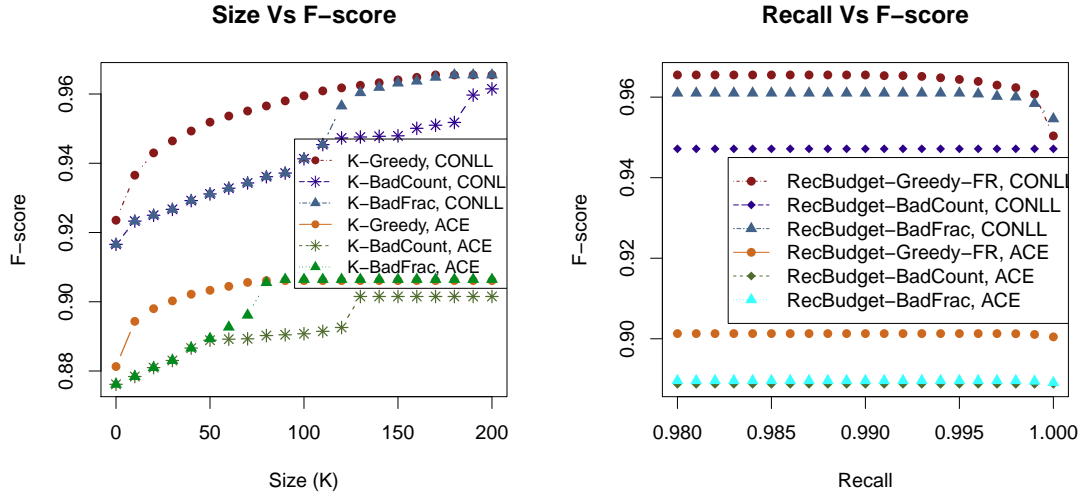 Size Vs F−score
F−score
0.96
0.94
0.92
0.90
0.88
K−Greedy, CONLL
K−BadCount, CONL
K−BadFrac, CONLL
K−Greedy, ACE
K−BadCount, ACE
K−BadFrac, ACE
0 50 100 150 200
Size (K)
Recall Vs F−score
F−score
0.96
0.94
0.92
0.90
RecBudget−Greedy−FR, CONLL
RecBudget−BadCount, CONLL
RecBudget−BadFrac, CONLL
RecBudget−Greedy−FR, ACE
RecBudget−BadCount, ACE
RecBudget−BadFrac, ACE
0.980 0.985 0.990 0.995 1.000
Recall